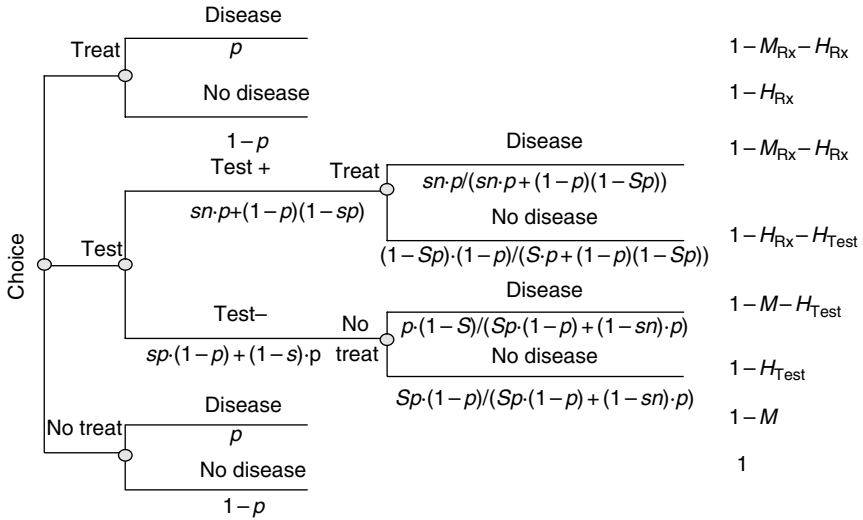 Disease
Treat
p
1 – M_Rx – H_Rx
No disease
1 – H_Rx
1 – p
Disease
1 – M_Rx – H_Rx
Test +
Treat
sn·p/(sn·p + (1 – p)(1 – Sp))
sn·p+(1 – p)(1 – sp)
No disease
Test
(1 – Sp)·(1 – p)/(S·p + (1 – p)(1 – Sp))
1 – H_Rx – H_Test
Choice
Disease
1 – M – H_Test
Test–
No treat
p·(1 – S)/(Sp·(1 – p) + (1 – sn)·p)
sp·(1 – p) + (1 – s)·p
No disease
1 – H_Test
Sp·(1 – p)/(Sp·(1 – p) + (1 – sn)·p)
Disease
1 – M
No treat
p
No disease
1
1 – p